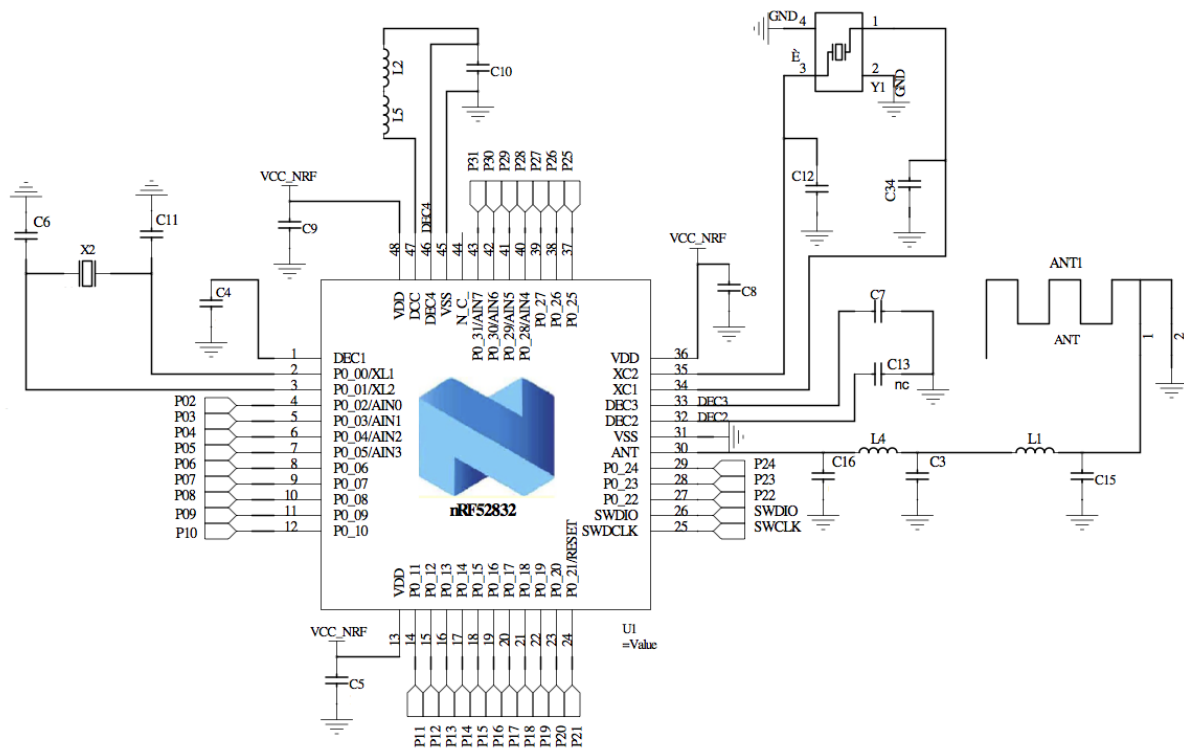 GND
4
1
È
3
2
Y1
GND
L2
L5
C10
DEC4
P31
P30
P29
P28
P27
P26
P25
C12
C34
VCC_NRF
C9
C6
C11
X2
C4
48
47
46
45
44
43
42
41
40
39
38
37
VDD
DCC
DEC4
VSS
N_C_
P0_31/AIN7
P0_30/AIN6
P0_29/AIN5
P0_28/AIN4
P0_27
P0_26
P0_25
VCC_NRF
C8
C7
C13
nc
ANT1
ANT
1
2
1 DEC1
2 P0_00/XL1
3 P0_01/XL2
P02 4 P0_02/AIN0
P03 5 P0_03/AIN1
P04 6 P0_04/AIN2
P05 7 P0_05/AIN3
P06 8 P0_06
P07 9 P0_07
P08 10 P0_08
P09 11 P0_09
P10 12 P0_10
VDD 36
XC2 35
XC1 34
DEC3 33 DEC3
DEC2 32 DEC2
VSS 31
ANT 30
P0_24 29 P24
P0_23 28 P23
P0_22 27 P22
SWDIO 26 SWDIO
SWDCLK 25 SWCLK
C16
L4
C3
L1
C15
nRF52832
VDD
P0_11
P0_12
P0_13
P0_14
P0_15
P0_16
P0_17
P0_18
P0_19
P0_20
P0_21/RESET
13
14
15
16
17
18
19
20
21
22
23
24
U1
=Value
VCC_NRF
C5
P11
P12
P13
P14
P15
P16
P17
P18
P19
P20
P21